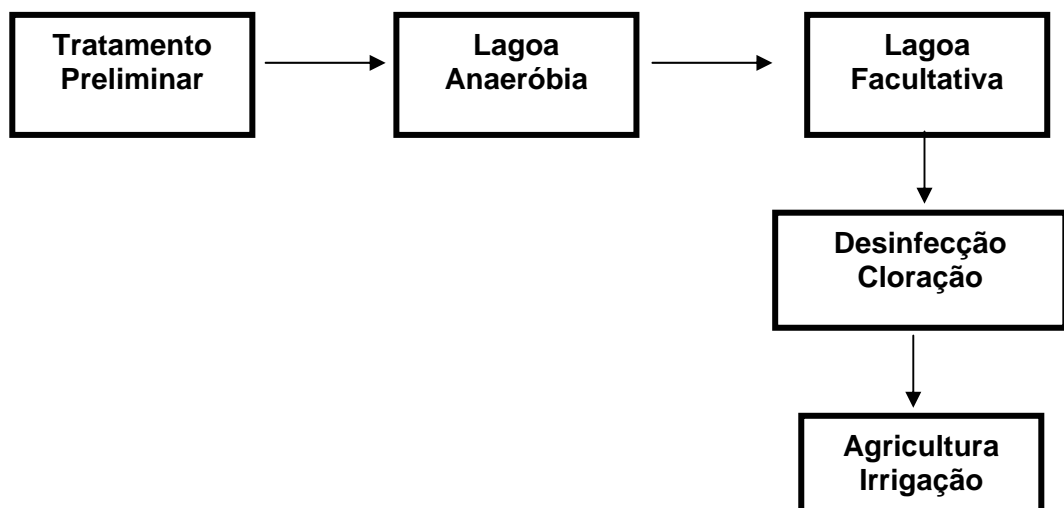 Tratamento
Preliminar
Lagoa
Anaeróbia
Lagoa
Facultativa
Desinfecção
Cloração
Agricultura
Irrigação